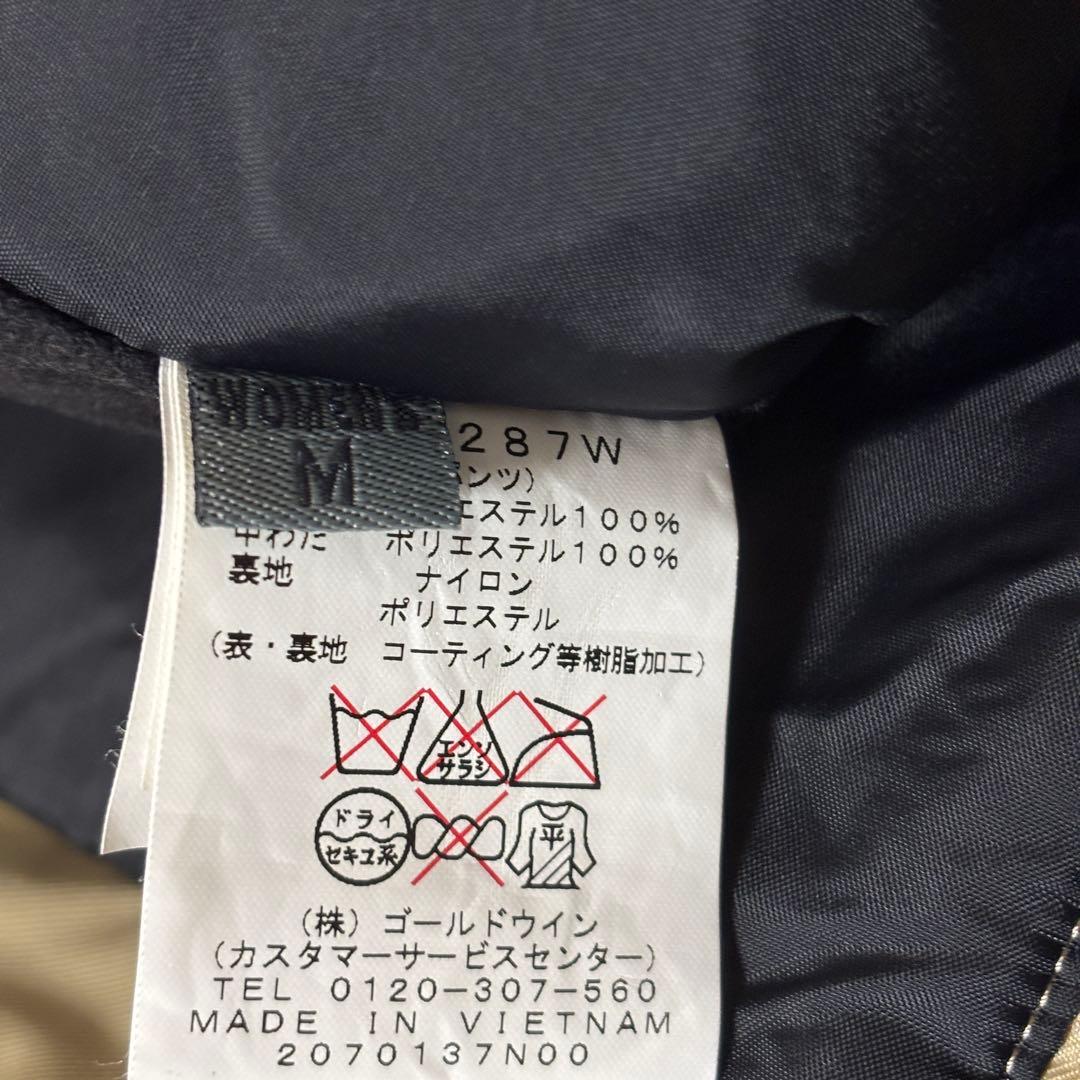 WOMEN'S
M
287W
ンツ)
エステル100%
中わた ポリエステル100%
裏地 ナイロン
ポリエステル
(表・裏地 コーティング等樹脂加工)
エンソ
サラシ
ドライ
セキユ系
平
(株) ゴールドウイン
(カスタマーサービスセンター)
TEL 0120-307-560
MADE IN VIETNAM
2070137N00